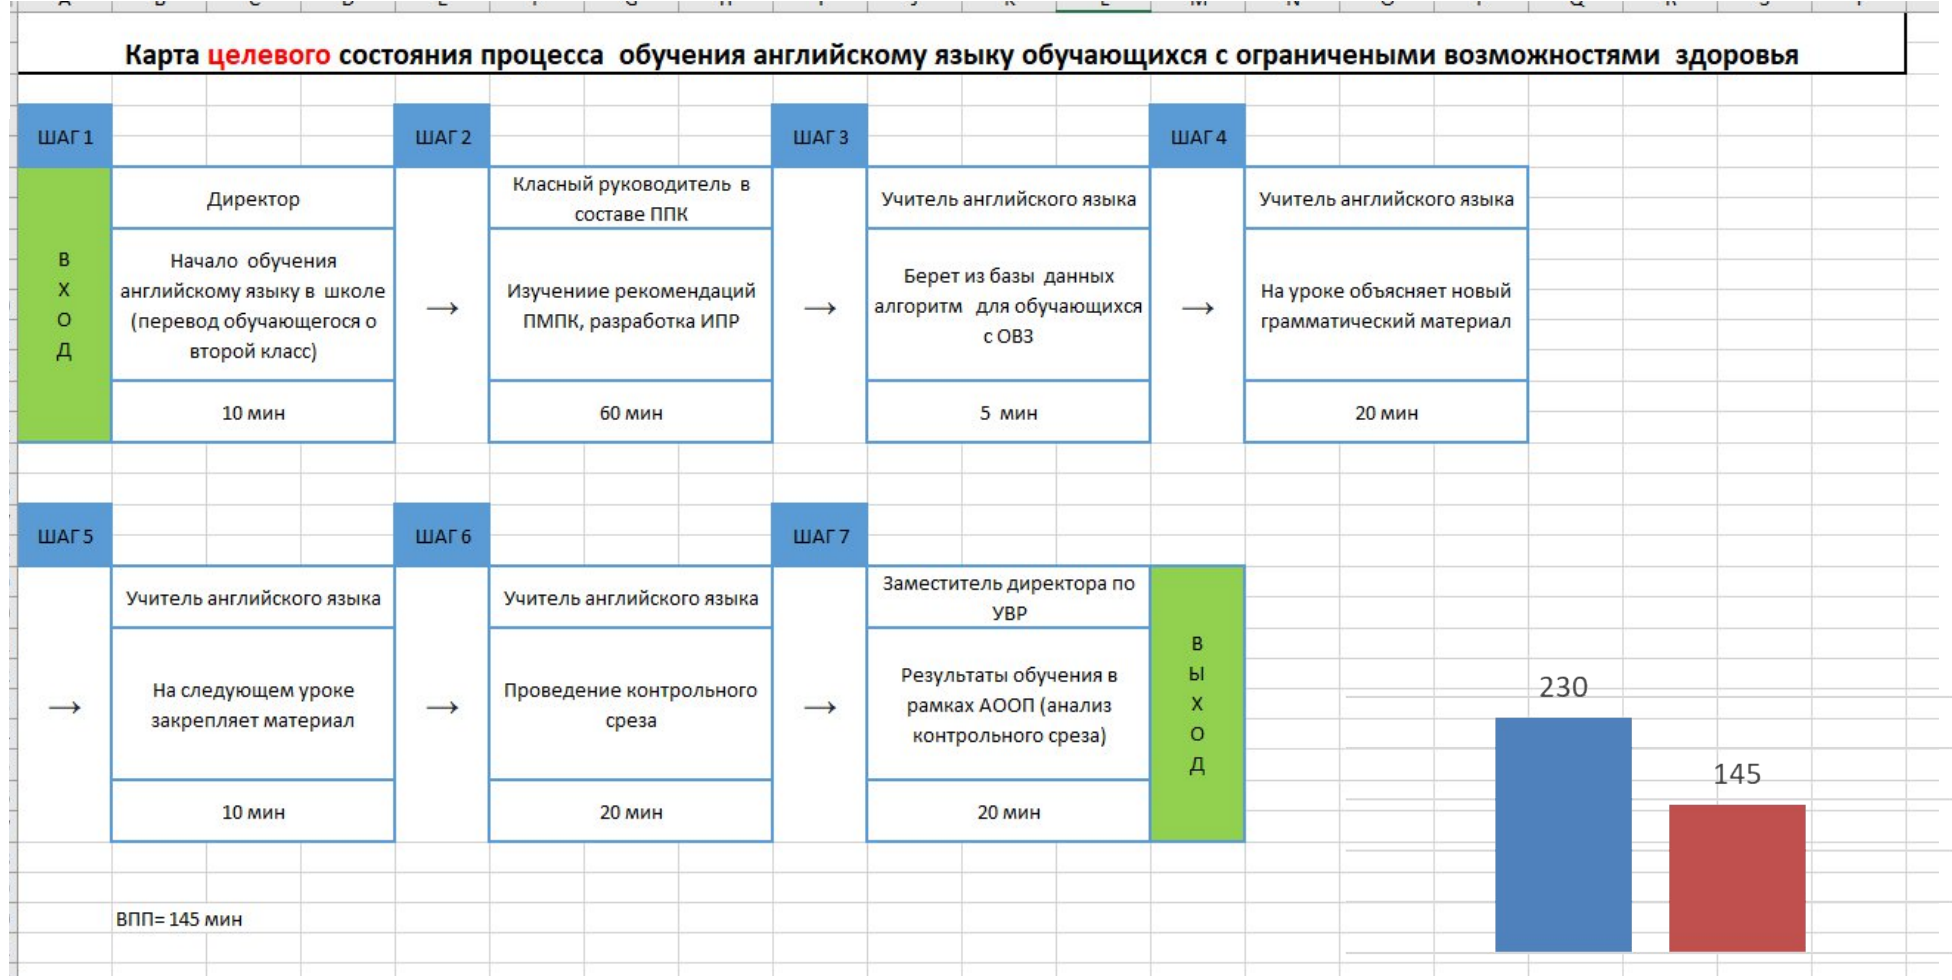 Карта целевого состояния процесса обучения английскому языку обучающихся с ограничеными возможностями здоровья
ШАГ 1
ШАГ 2
ШАГ 3
ШАГ 4
В
Х
О
Д
Директор
Начало обучения
английскому языку в школе
(перевод обучающегося о
второй класс)
10 мин
→
Класный руководитель в
составе ППК
Изучениие рекомендаций
ПМПК, разработка ИПР
60 мин
→
Учитель английского языка
Берет из базы данных
алгоритм для обучающихся
с ОВЗ
5 мин
→
Учитель английского языка
На уроке объясняет новый
грамматический материал
20 мин
ШАГ 5
ШАГ 6
ШАГ 7
→
Учитель английского языка
На следующем уроке
закрепляет материал
10 мин
→
Учитель английского языка
Проведение контрольного
среза
20 мин
→
Заместитель директора по
УВР
Результаты обучения в
рамках АООП (анализ
контрольного среза)
20 мин
В
Ы
Х
О
Д
230
145
ВПП= 145 мин